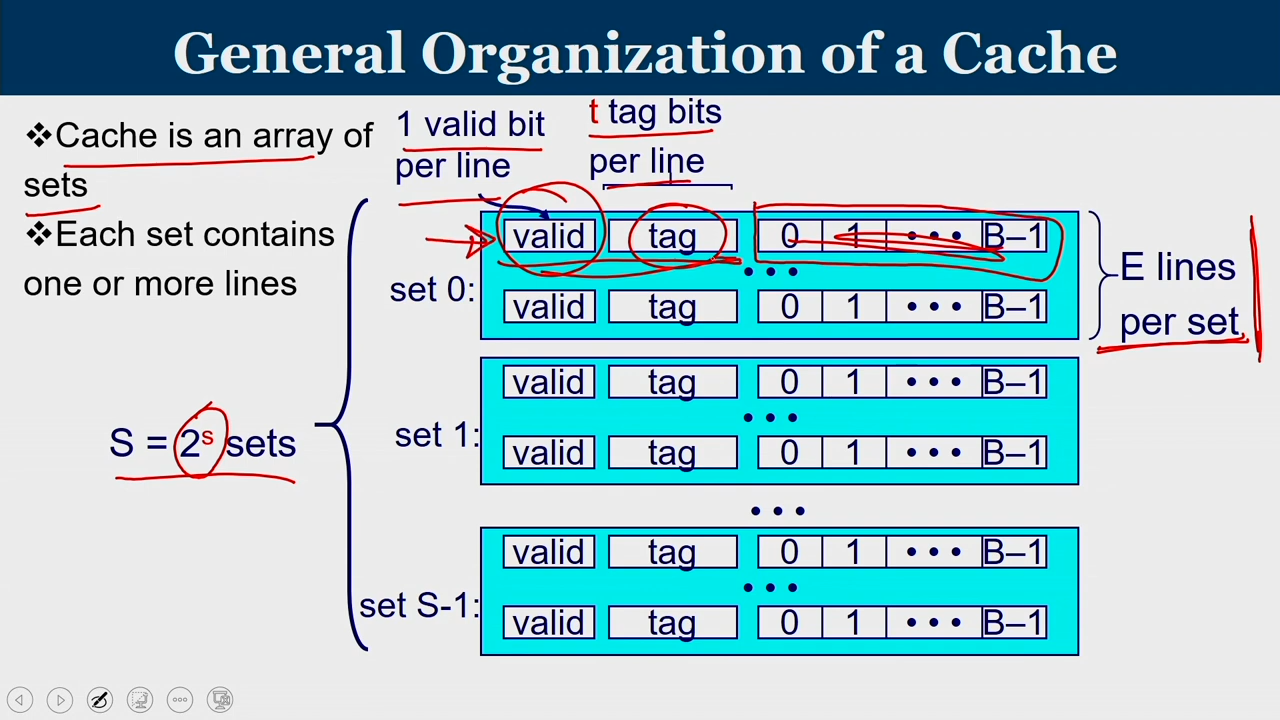 General Organization of a Cache
❖Cache is an array of
sets
❖Each set contains
one or more lines
1 valid bit
per line
t tag bits
per line
set 0:
valid tag 0 1 • • • B–1
• • •
valid tag 0 1 • • • B–1
E lines
per set
set 1:
valid tag 0 1 • • • B–1
• • •
valid tag 0 1 • • • B–1
S = 2ˢ sets
• • •
set S-1:
valid tag 0 1 • • • B–1
• • •
valid tag 0 1 • • • B–1